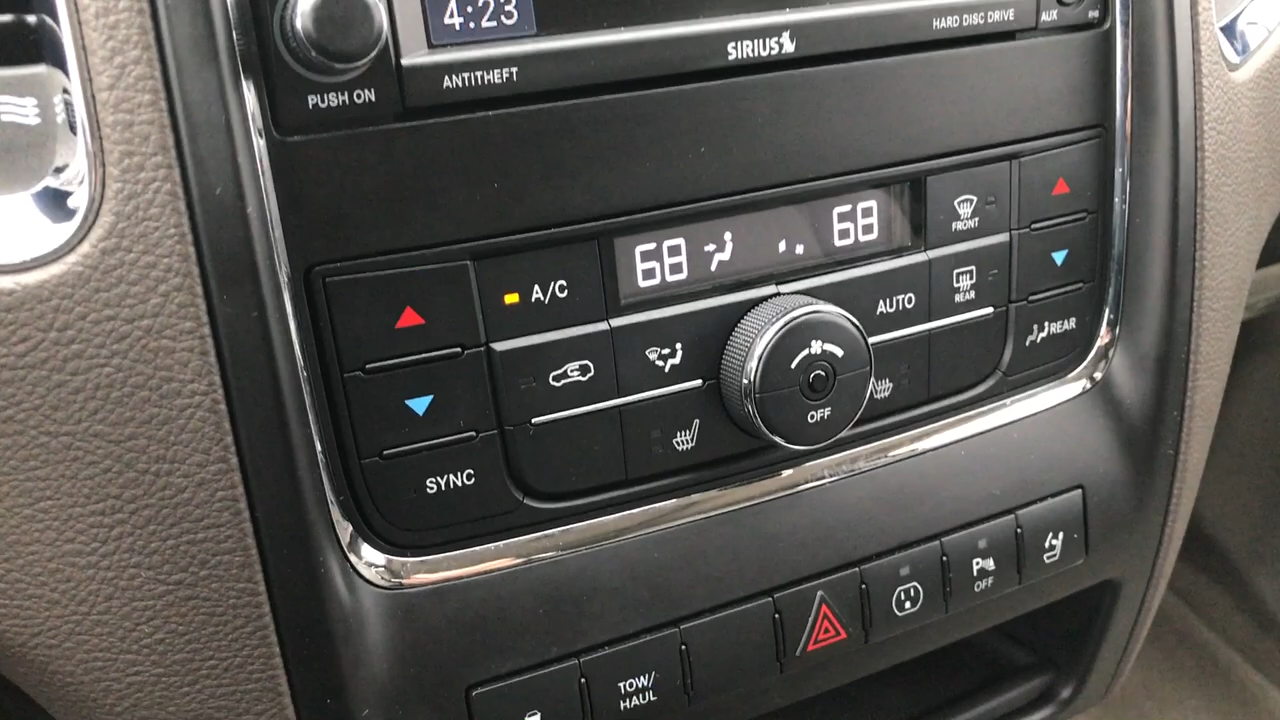 4:23
HARD DISC DRIVE
AUX
SIRIUS
ANTITHEFT
PUSH ON
68
68
FRONT
A/C
REAR
AUTO
REAR
OFF
SYNC
P
OFF
TOW/
HAUL